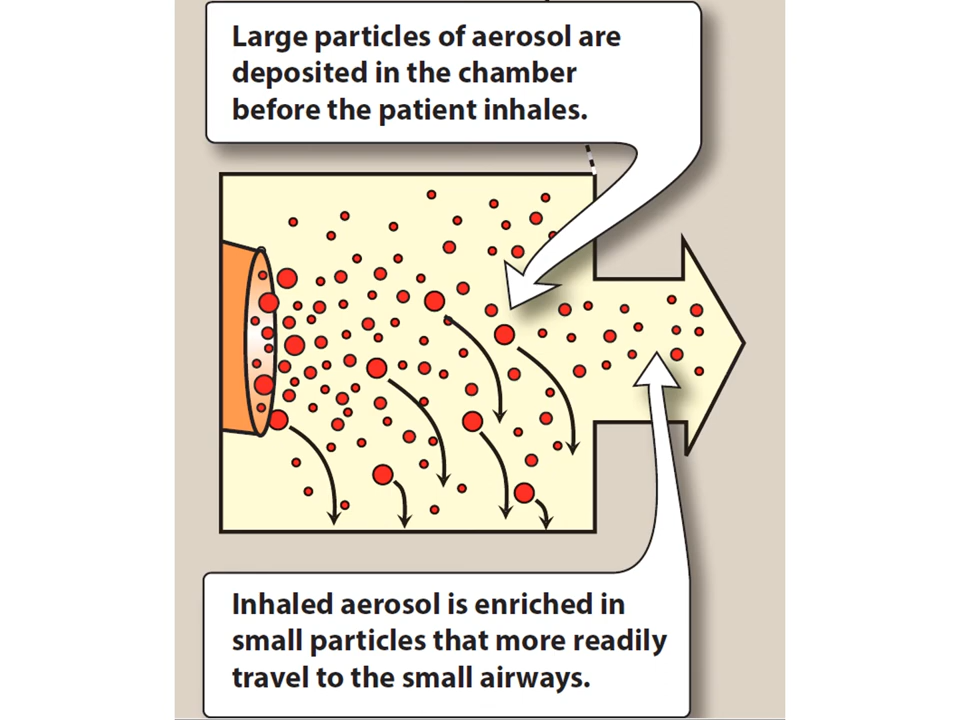 Large particles of aerosol are
deposited in the chamber
before the patient inhales.
Inhaled aerosol is enriched in
small particles that more readily
travel to the small airways.